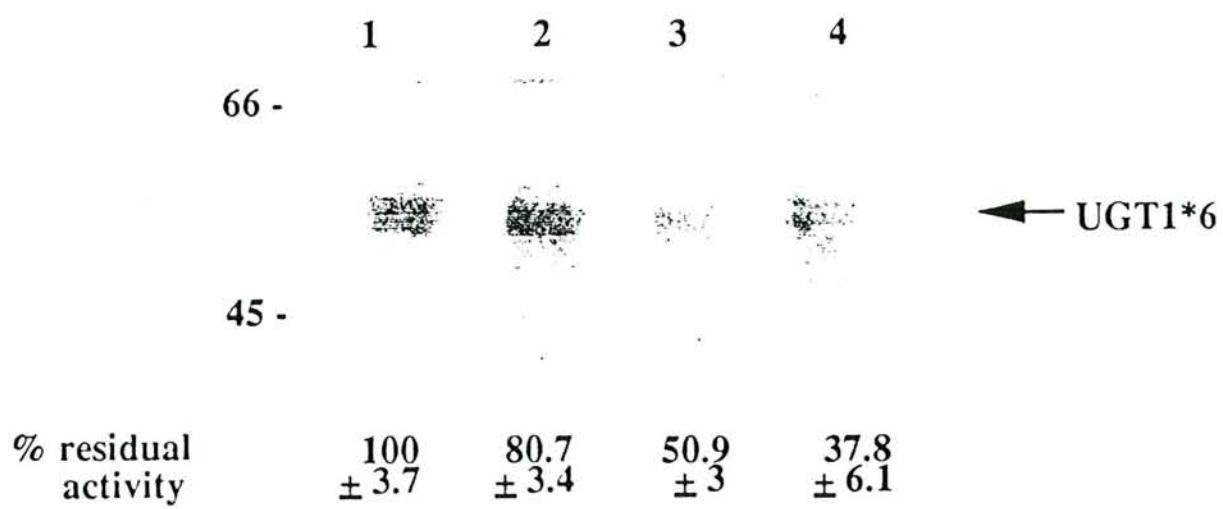 1 2 3 4
66 -
UGT1*6
45 -
% residual 100 80.7 50.9 37.8
activity ± 3.7 ± 3.4 ± 3 ± 6.1